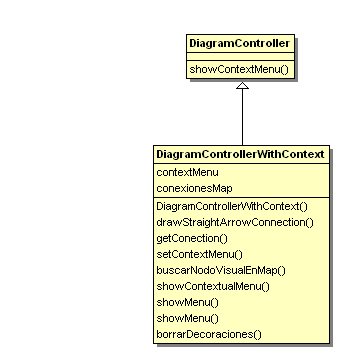 DiagramController
showContextMenu()
DiagramControllerWithContext
contextMenu
conexionesMap
DiagramControllerWithContext()
drawStraightArrowConnection()
getConection()
setContextMenu()
buscarNodoVisualEnMap()
showContextualMenu()
showMenu()
showMenu()
borrarDecoraciones()